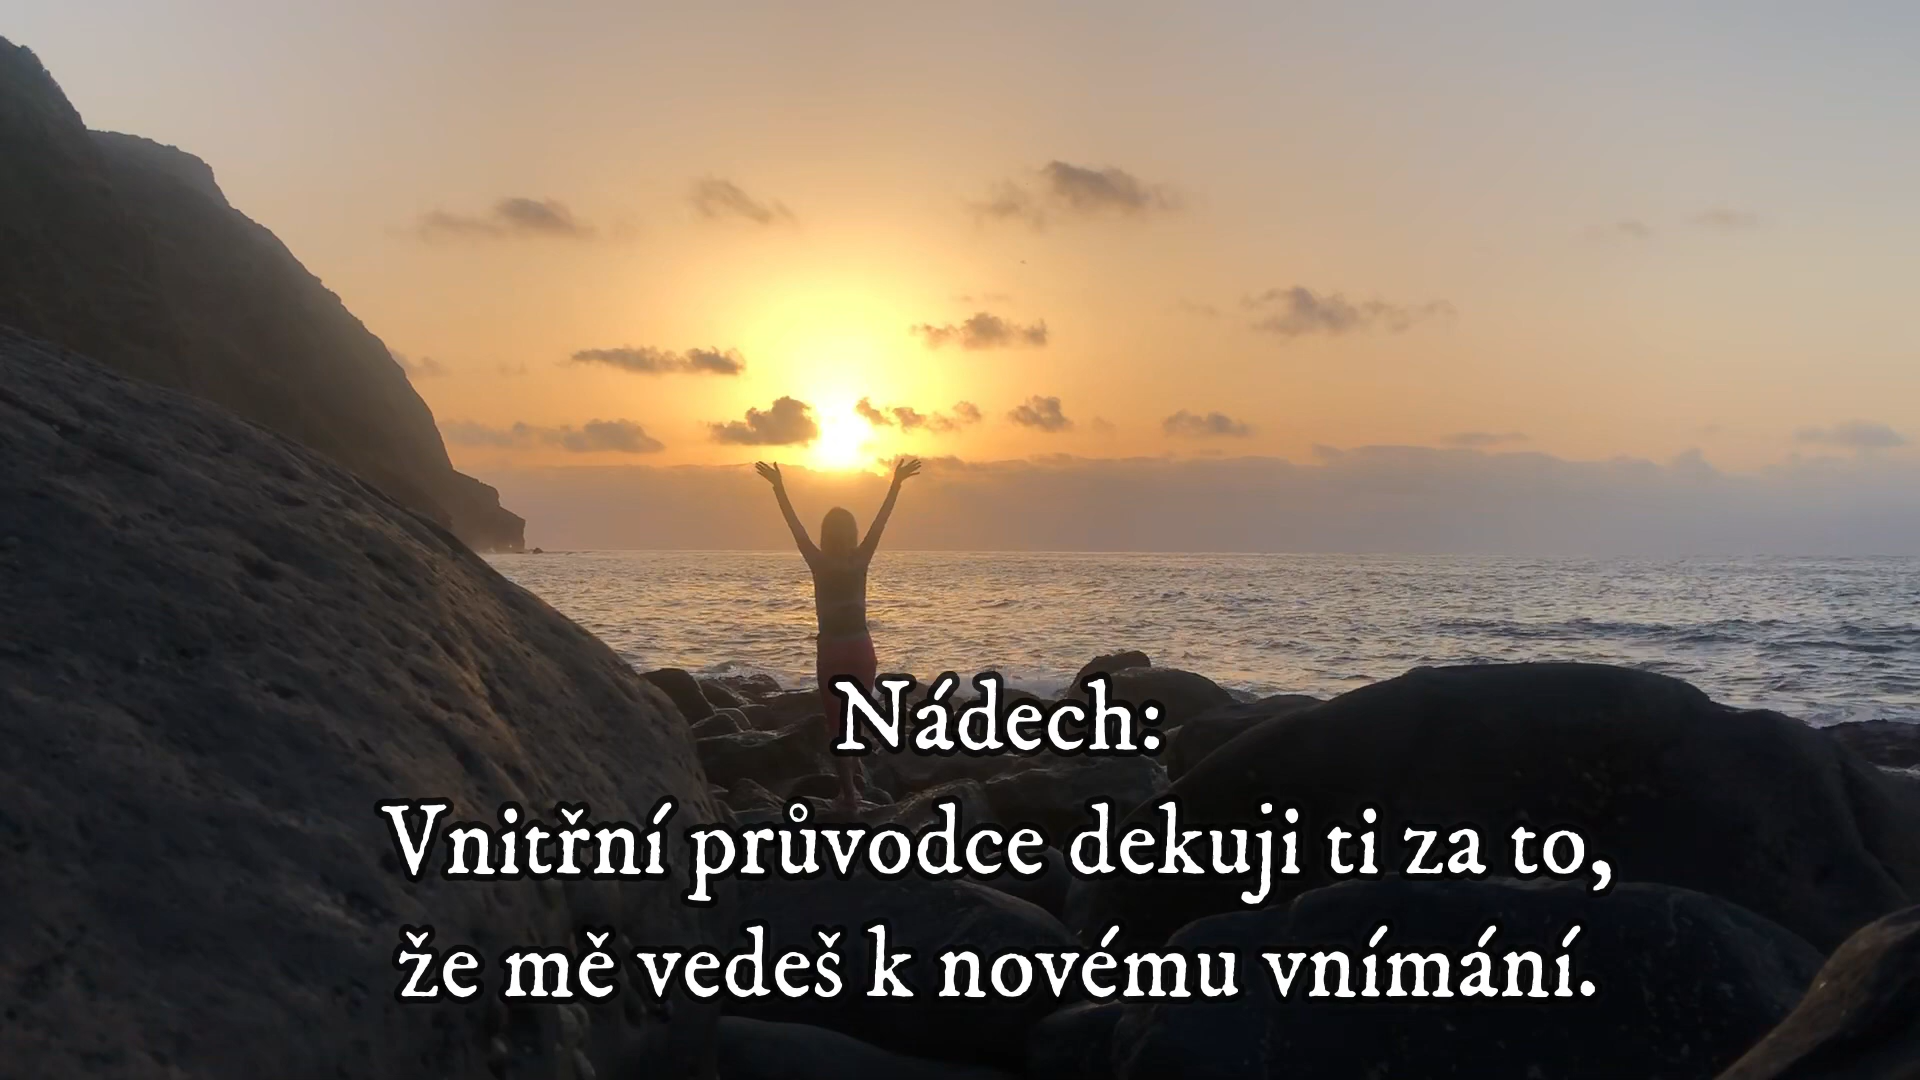 Nádech:
Vnitřní průvodce dekuji ti za to,
že mě vedeš k novému vnímání.